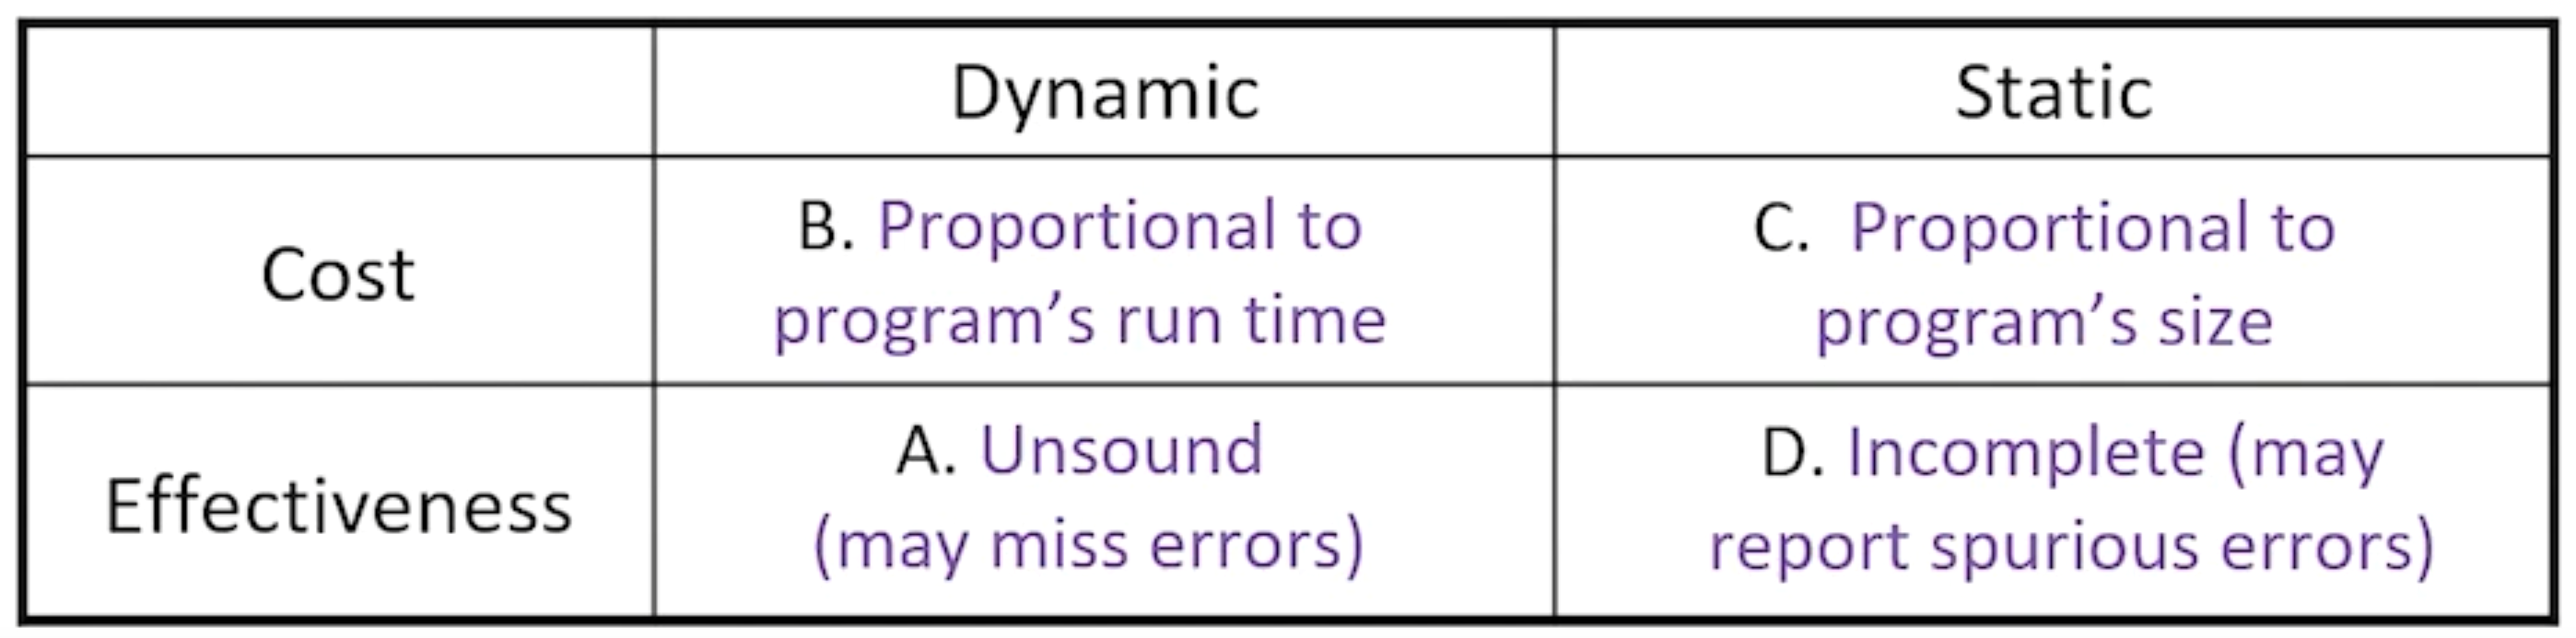 Dynamic
Static
Cost
B. Proportional to
program’s run time
C. Proportional to
program’s size
Effectiveness
A. Unsound
(may miss errors)
D. Incomplete (may
report spurious errors)